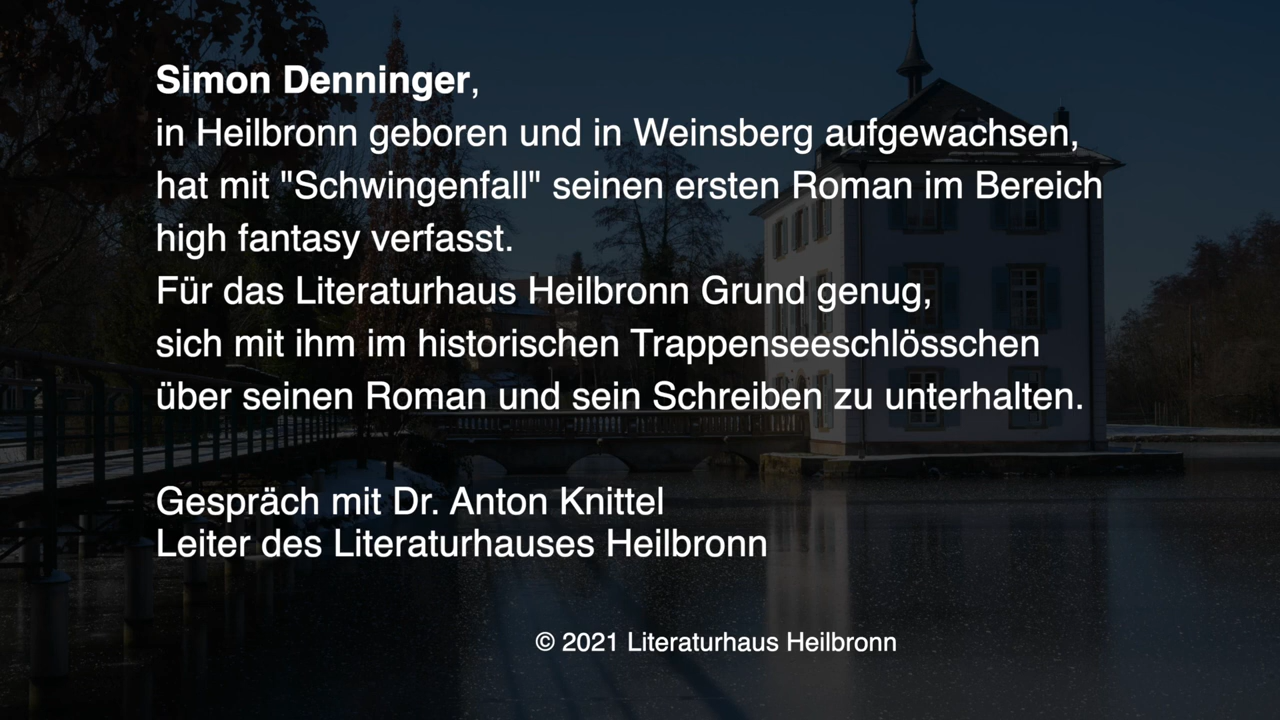 Simon Denninger,
in Heilbronn geboren und in Weinsberg aufgewachsen,
hat mit "Schwingenfall" seinen ersten Roman im Bereich
high fantasy verfasst.
Für das Literaturhaus Heilbronn Grund genug,
sich mit ihm im historischen Trappenseeschlösschen
über seinen Roman und sein Schreiben zu unterhalten.
Gespräch mit Dr. Anton Knittel
Leiter des Literaturhauses Heilbronn
© 2021 Literaturhaus Heilbronn